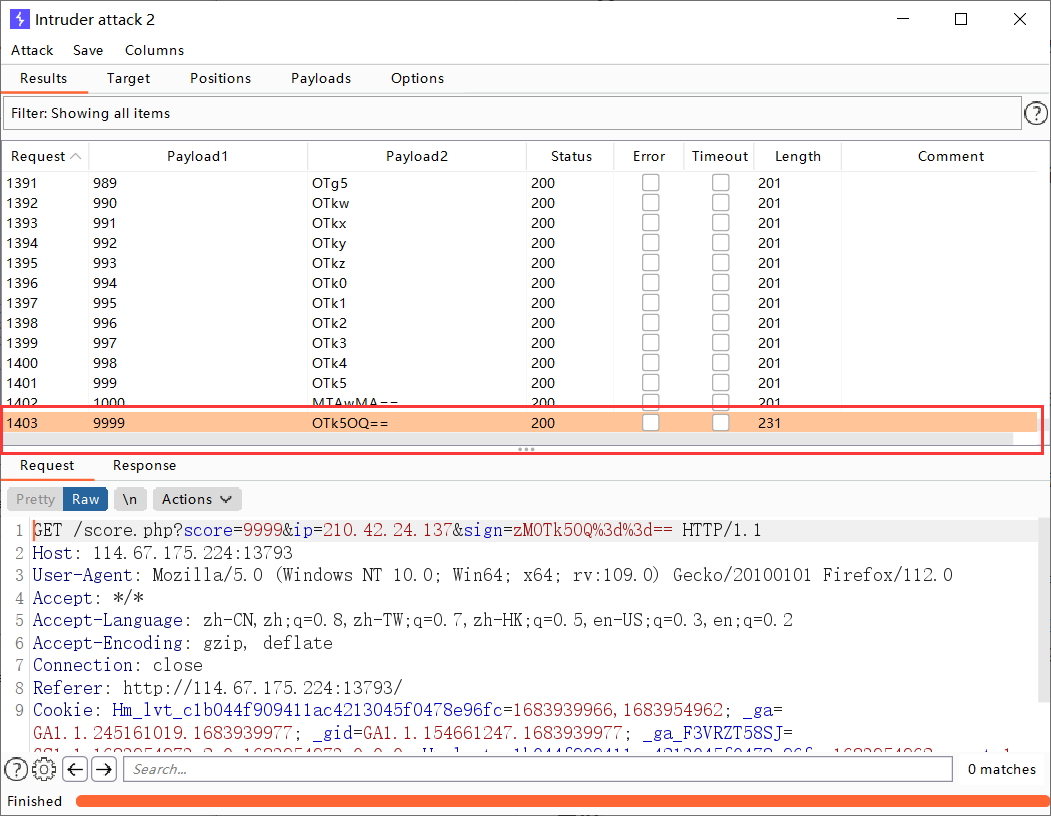 Intruder attack 2
Attack Save Columns
Results Target Positions Payloads Options
Filter: Showing all items
Request Payload1 Payload2 Status Error Timeout Length Comment
1391 989 OTg5 200 201
1392 990 OTkw 200 201
1393 991 OTkx 200 201
1394 992 OTky 200 201
1395 993 OTkz 200 201
1396 994 OTk0 200 201
1397 995 OTk1 200 201
1398 996 OTk2 200 201
1399 997 OTk3 200 201
1400 998 OTk4 200 201
1401 999 OTk5 200 201
1402 1000 MTAwMA== 200 201
1403 9999 OTk5OQ== 200 231
Request Response
Pretty Raw \n Actions
1 GET /score.php?score=9999&ip=210.42.24.137&sign=zMOTk5OQ%3d%3d== HTTP/1.1
2 Host: 114.67.175.224:13793
3 User-Agent: Mozilla/5.0 (Windows NT 10.0; Win64; x64; rv:109.0) Gecko/20100101 Firefox/112.0
4 Accept: */*
5 Accept-Language: zh-CN,zh;q=0.8,zh-TW;q=0.7,zh-HK;q=0.5,en-US;q=0.3,en;q=0.2
6 Accept-Encoding: gzip, deflate
7 Connection: close
8 Referer: http://114.67.175.224:13793/
9 Cookie: Hm_lvt_c1b044f909411ac4213045f0478e96fc=1683939966,1683954962; _ga=
GA1.1.245161019.1683939977; _gid=GA1.1.154661247.1683939977; _ga_F3VRZT58SJ=
Search...
0 matches
Finished